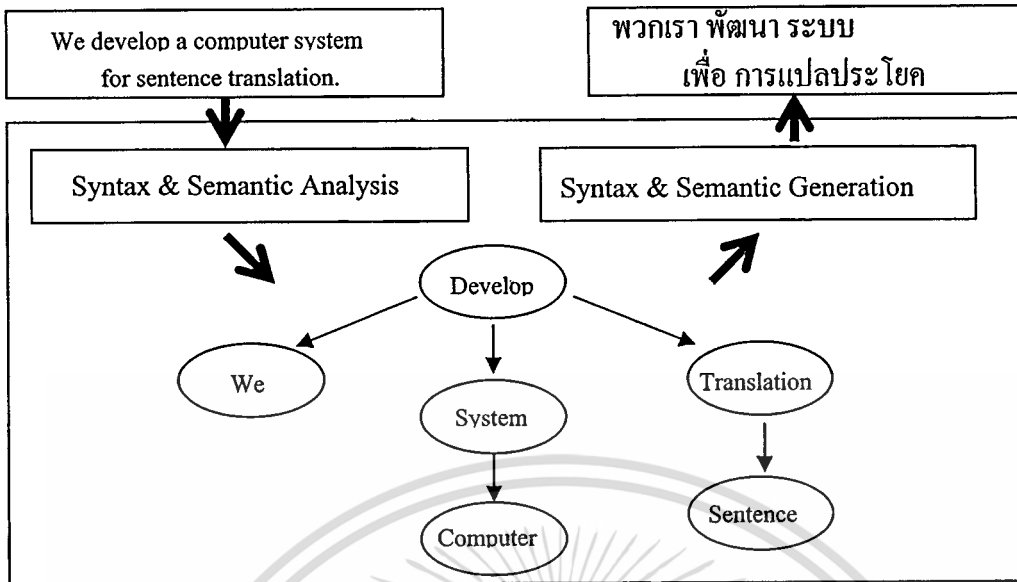 We develop a computer system
for sentence translation.
พวกเรา พัฒนา ระบบ
เพื่อ การแปลประโยค
Syntax & Semantic Analysis
Syntax & Semantic Generation
Develop
We
System
Translation
Computer
Sentence